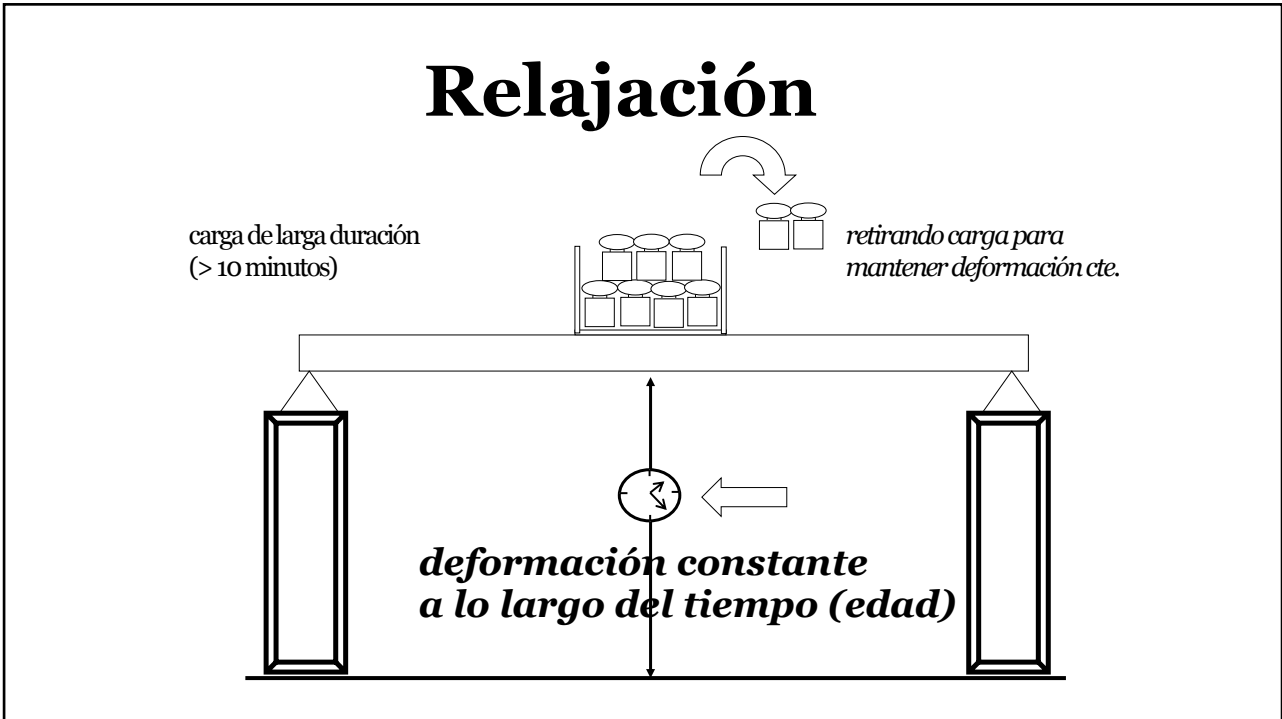 Relajación
carga de larga duración
(> 10 minutos)
retirando carga para
mantener deformación cte.
deformación constante
a lo largo del tiempo (edad)